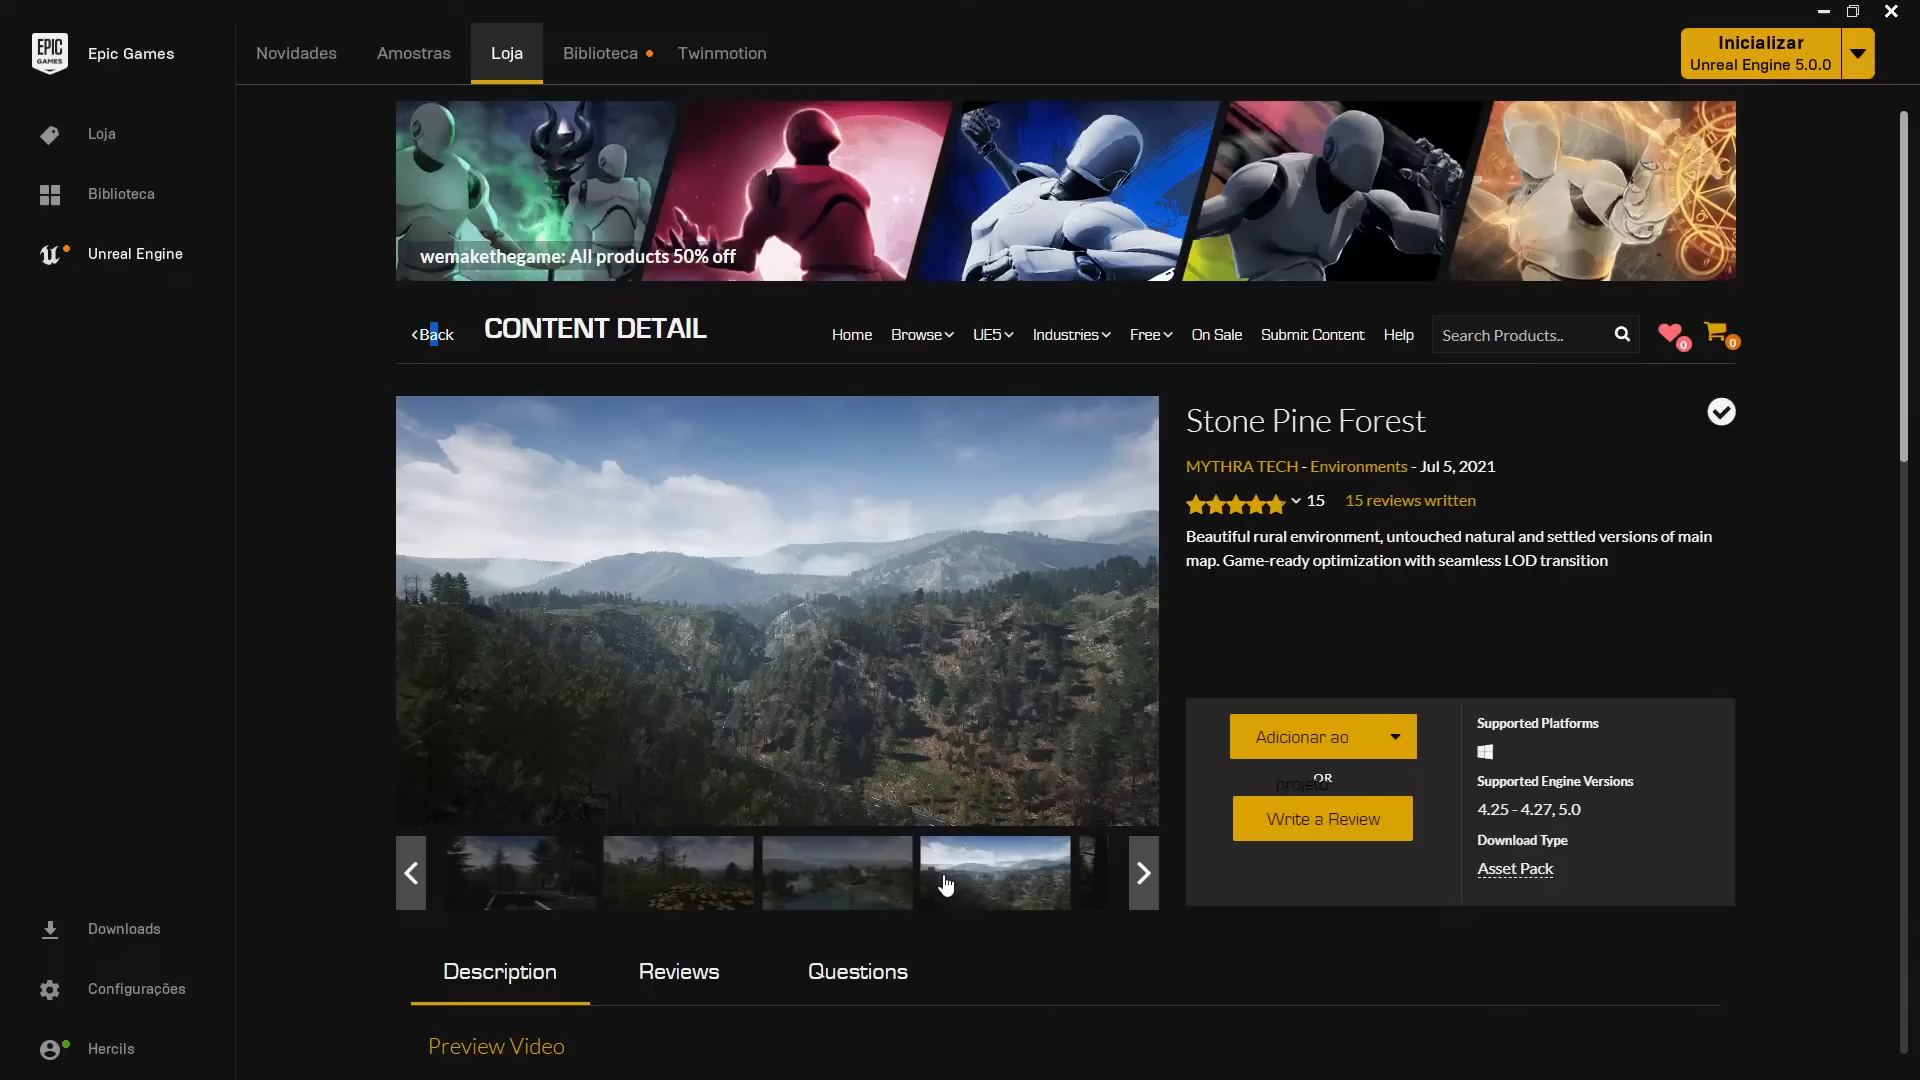 EPIC GAMES
Epic Games
Novidades
Amostras
Loja
Biblioteca
Twinmotion
Inicializar
Unreal Engine 5.0.0
Loja
Biblioteca
Unreal Engine
wemakethegame: All products 50% off
Back
CONTENT DETAIL
Home
Browse
UE5
Industries
Free
On Sale
Submit Content
Help
Search Products..
0
0
Stone Pine Forest
MYTHRA TECH - Environments - Jul 5, 2021
15
15 reviews written
Beautiful rural environment, untouched natural and settled versions of main
map. Game-ready optimization with seamless LOD transition
Adicionar ao
projeto
OR
Write a Review
Supported Platforms
Supported Engine Versions
4.25 - 4.27, 5.0
Download Type
Asset Pack
Description
Reviews
Questions
Preview Video
Downloads
Configurações
Hercils